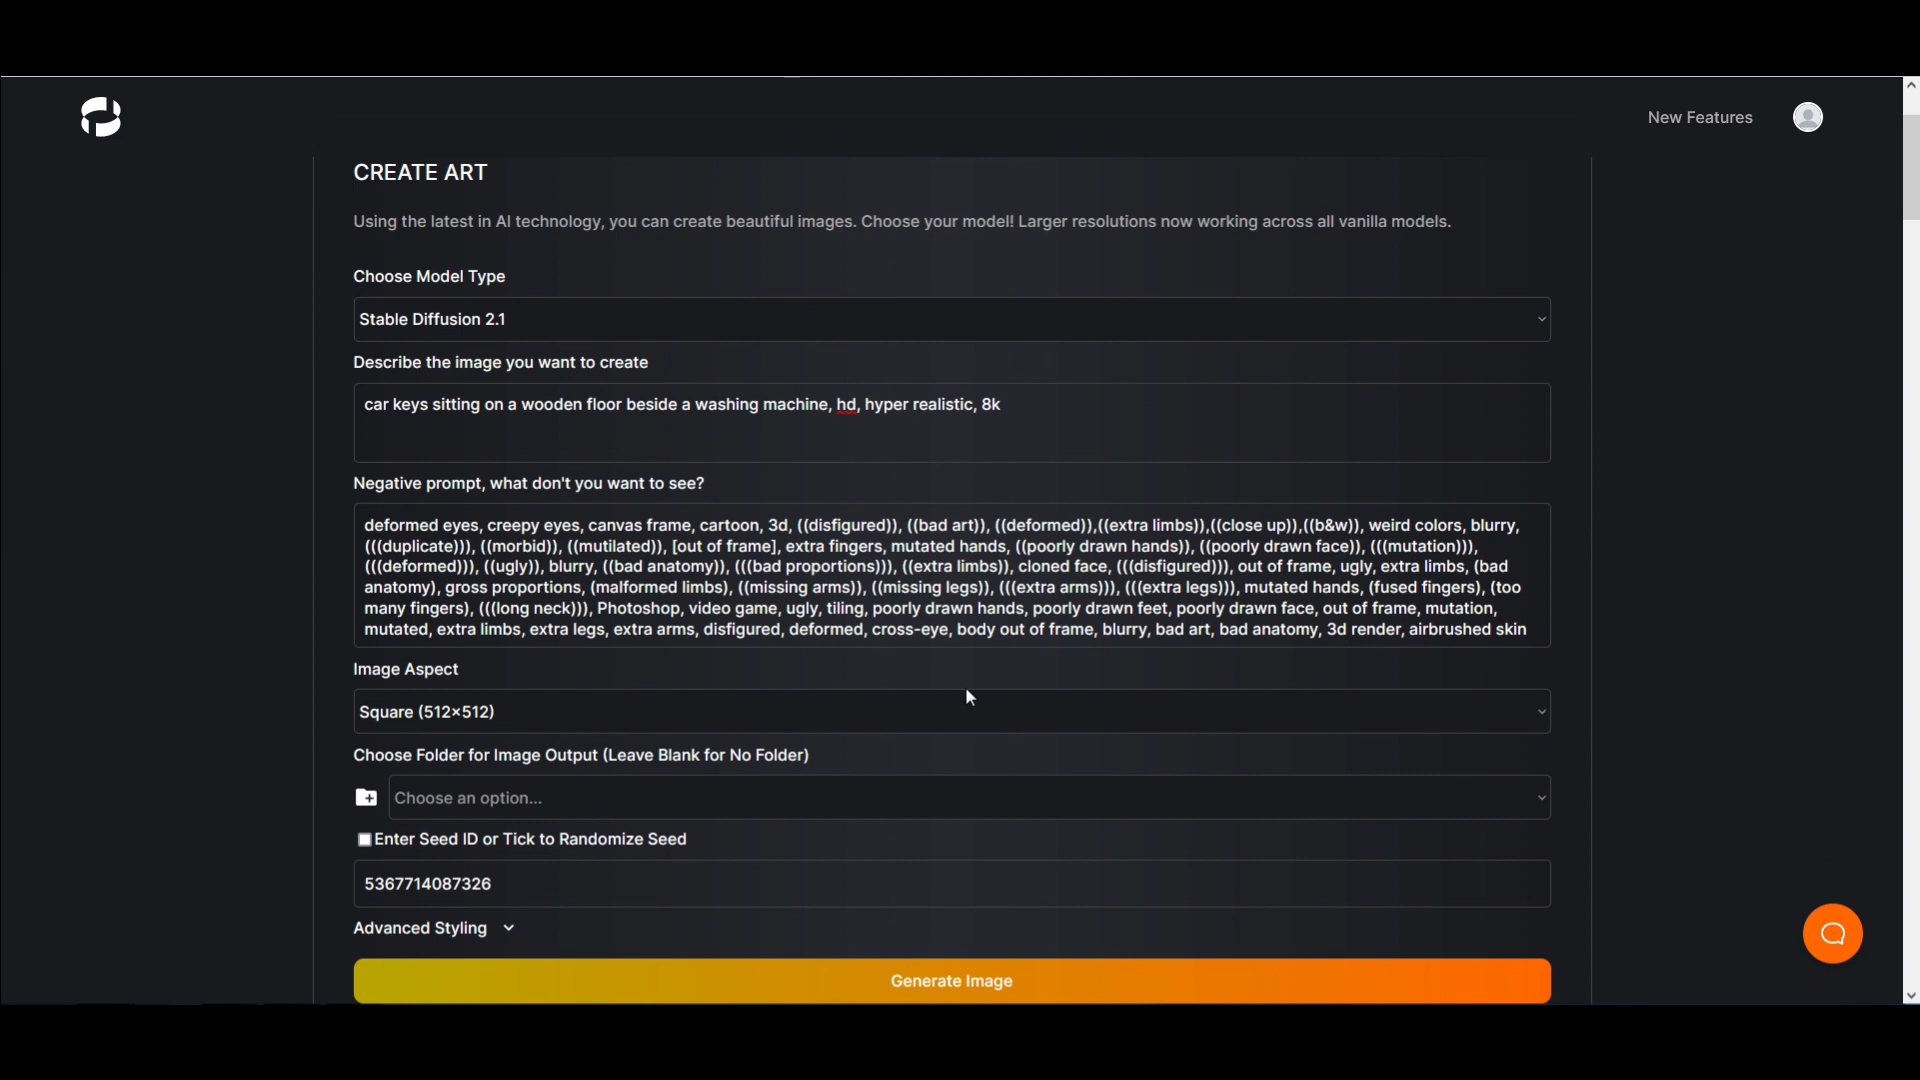 New Features
CREATE ART
Using the latest in AI technology, you can create beautiful images. Choose your model! Larger resolutions now working across all vanilla models.
Choose Model Type
Stable Diffusion 2.1
Describe the image you want to create
car keys sitting on a wooden floor beside a washing machine, hd, hyper realistic, 8k
Negative prompt, what don't you want to see?
deformed eyes, creepy eyes, canvas frame, cartoon, 3d, ((disfigured)), ((bad art)), ((deformed)),((extra limbs)),((close up)),((b&w)), weird colors, blurry,
(((duplicate))), ((morbid)), ((mutilated)), [out of frame], extra fingers, mutated hands, ((poorly drawn hands)), ((poorly drawn face)), (((mutation))),
(((deformed))), ((ugly)), blurry, ((bad anatomy)), (((bad proportions))), ((extra limbs)), cloned face, (((disfigured))), out of frame, ugly, extra limbs, (bad
anatomy), gross proportions, (malformed limbs), ((missing arms)), ((missing legs)), (((extra arms))), (((extra legs))), mutated hands, (fused fingers), (too
many fingers), (((long neck))), Photoshop, video game, ugly, tiling, poorly drawn hands, poorly drawn feet, poorly drawn face, out of frame, mutation,
mutated, extra limbs, extra legs, extra arms, disfigured, deformed, cross-eye, body out of frame, blurry, bad art, bad anatomy, 3d render, airbrushed skin
Image Aspect
Square (512×512)
Choose Folder for Image Output (Leave Blank for No Folder)
Choose an option...
Enter Seed ID or Tick to Randomize Seed
5367714087326
Advanced Styling
Generate Image